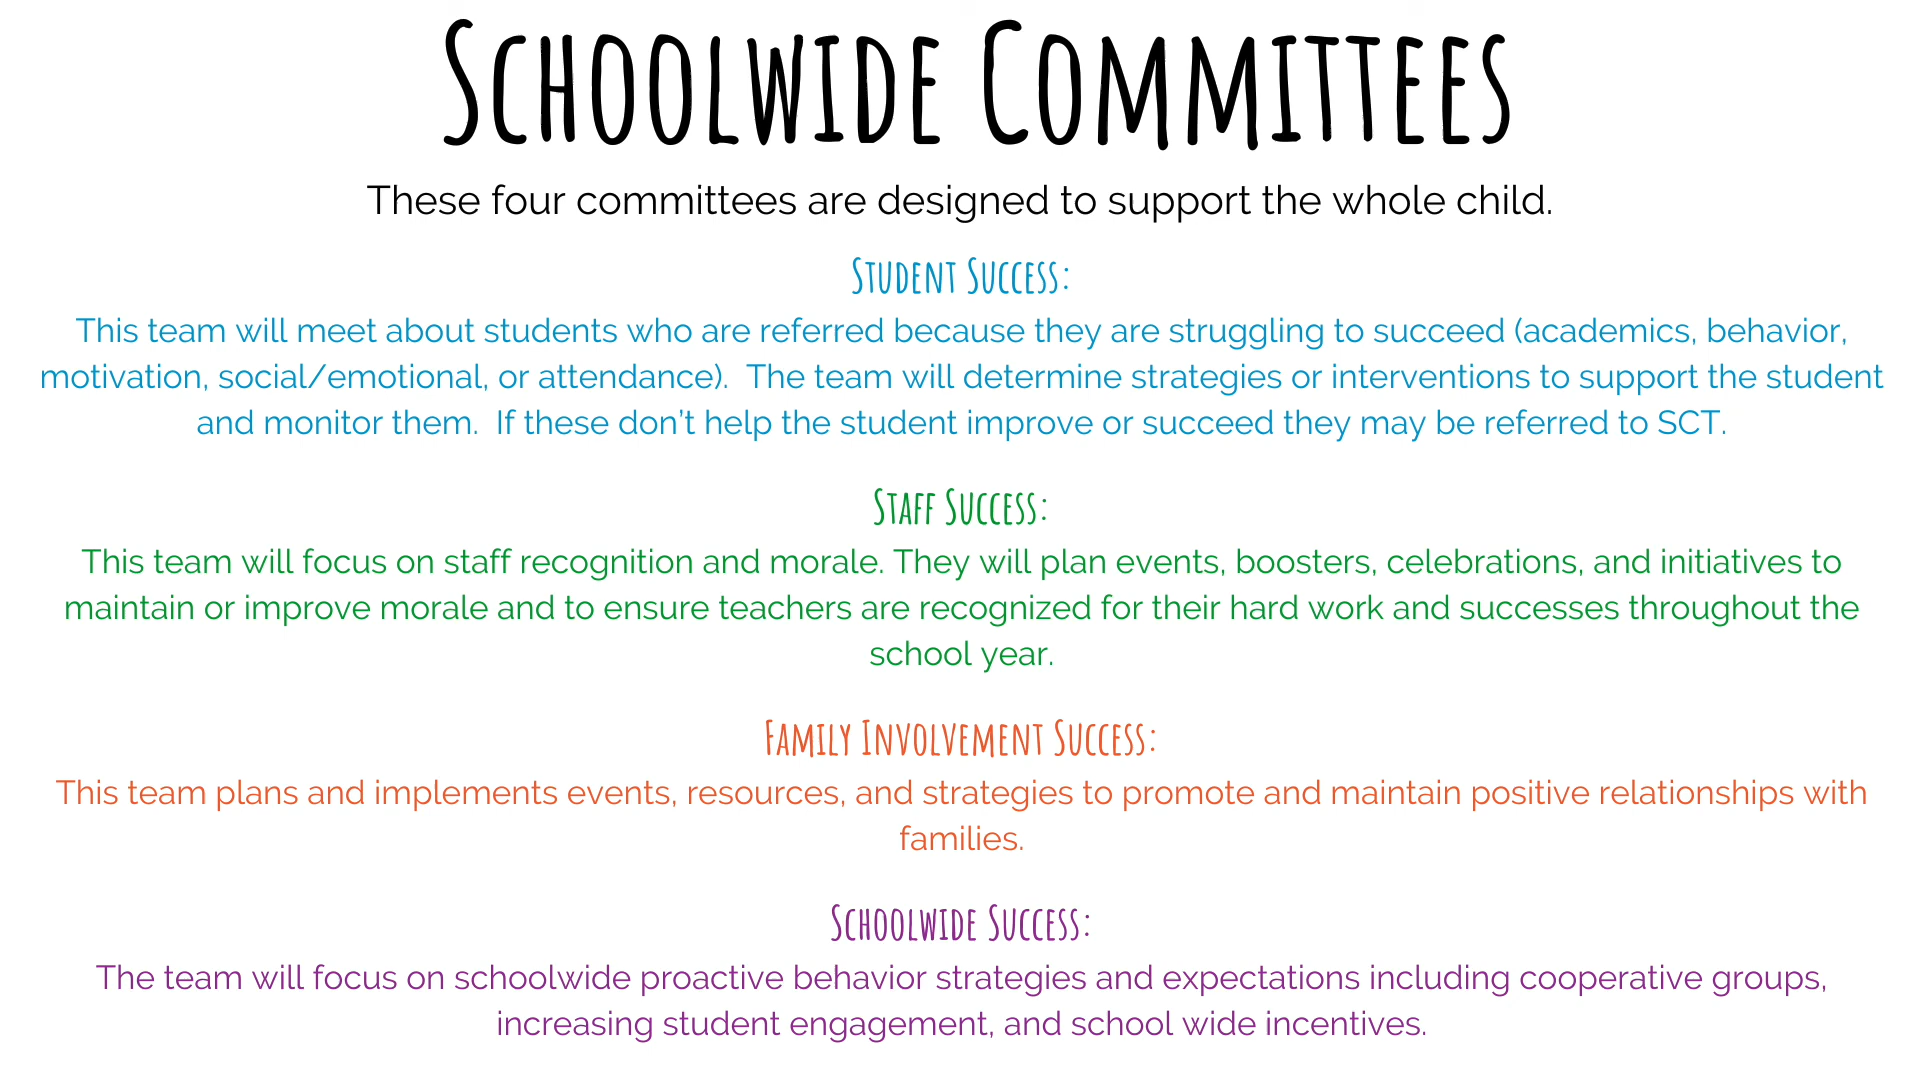 Schoolwide Committees
These four committees are designed to support the whole child.
Student Success:
This team will meet about students who are referred because they are struggling to succeed (academics, behavior,
motivation, social/emotional, or attendance).  The team will determine strategies or interventions to support the student
and monitor them.  If these don’t help the student improve or succeed they may be referred to SCT.
Staff Success:
This team will focus on staff recognition and morale. They will plan events, boosters, celebrations, and initiatives to
maintain or improve morale and to ensure teachers are recognized for their hard work and successes throughout the
school year.
Family Involvement Success:
This team plans and implements events, resources, and strategies to promote and maintain positive relationships with
families.
Schoolwide Success:
The team will focus on schoolwide proactive behavior strategies and expectations including cooperative groups,
increasing student engagement, and school wide incentives.